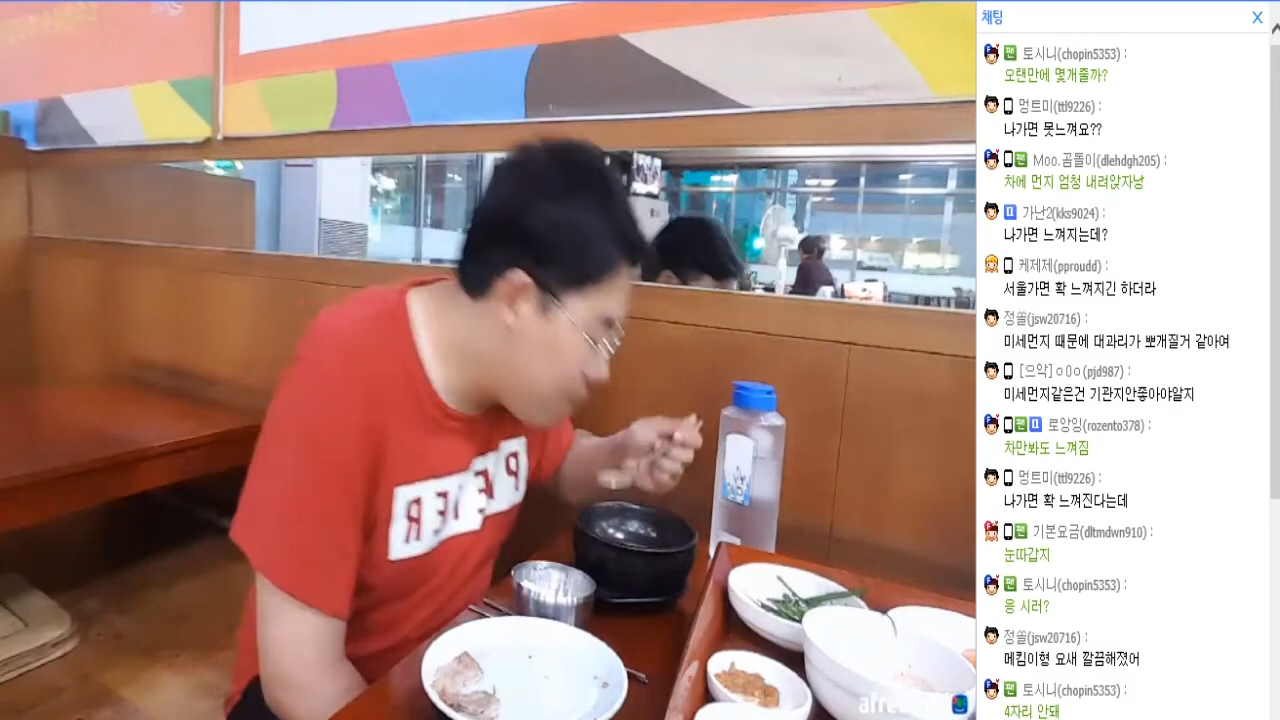 채팅
토시니(chopin5353) :
오랜만에 몇개줄까?
멍트미(ttl9226) :
나가면 못느껴요??
Moo.곰돌이(dlehdgh205) :
차에 먼지 엄청 내려앉자낭
가난2(kks9024) :
나가면 느껴지는데?
케제제(pproudd) :
서울가면 확 느껴지긴 하더라
정쏠(jsw20716) :
미세먼지 때문에 대과리가 뽀개질거 같아여
[으악]ㅇ0ㅇ(pjd987) :
미세먼지같은건 기관지안좋아야알지
로앙잉(rozento378) :
차만봐도 느껴짐
멍트미(ttl9226) :
나가면 확 느껴진다는데
기본요금(dltmdwn910) :
눈따갑지
토시니(chopin5353) :
응 시러?
정쏠(jsw20716) :
메킴이형 요새 깔끔해졌어
토시니(chopin5353) :
4자리 안돼